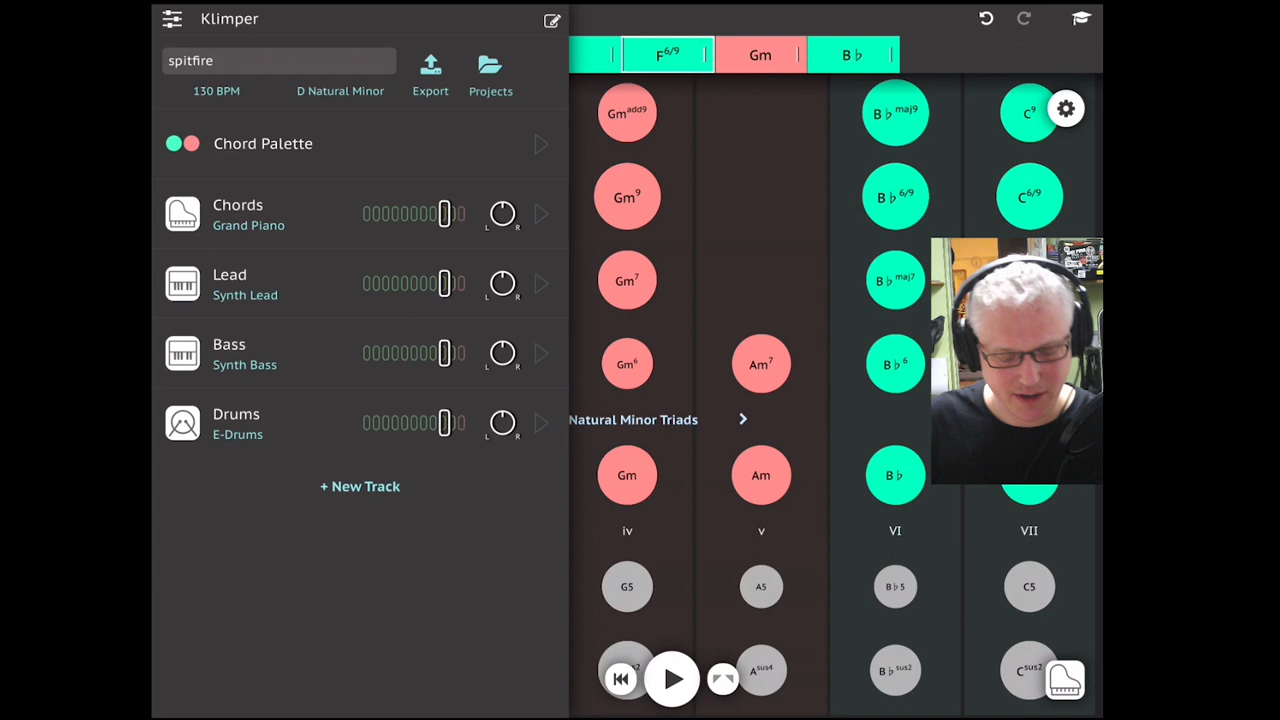 Klimper
spitfire
130 BPM
D Natural Minor
Export
Projects
Chord Palette
Chords
Grand Piano
L R
Lead
Synth Lead
L R
Bass
Synth Bass
L R
Drums
E-Drums
L R
+ New Track
F6/9
Gm
B♭
Gmadd9
B♭maj9
C9
Gm9
B♭6/9
C6/9
Gm7
B♭maj7
Gm6
Am7
B♭6
Natural Minor Triads
Gm
Am
B♭
iv
v
VI
VII
G5
A5
B♭5
C5
Asus4
B♭sus2
Csus2